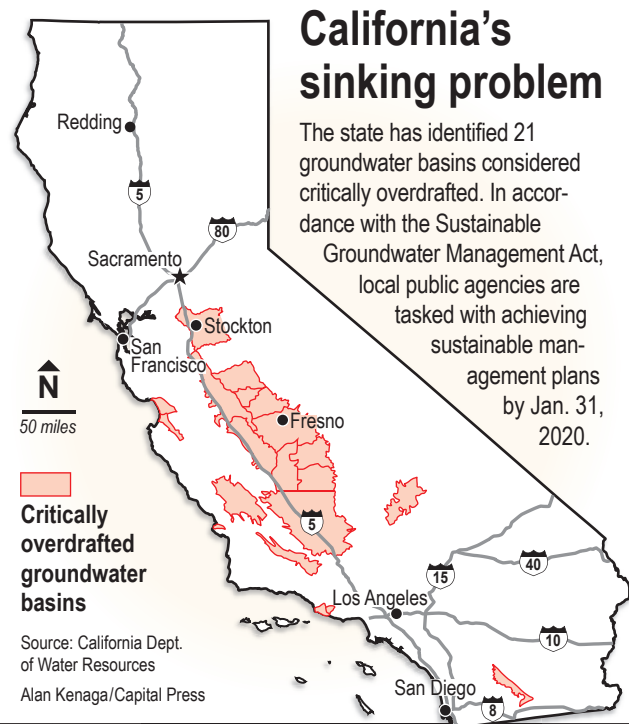 California's
sinking problem
The state has identified 21
groundwater basins considered
critically overdrafted. In accor-
dance with the Sustainable
Groundwater Management Act,
local public agencies are
tasked with achieving
sustainable man-
agement plans
by Jan. 31,
2020.
Redding
5
80
Sacramento
Stockton
San
Francisco
N
50 miles
Fresno
Critically
overdrafted
groundwater
basins
5
15
40
Los Angeles
10
Source: California Dept.
of Water Resources
Alan Kenaga/Capital Press
San Diego
8